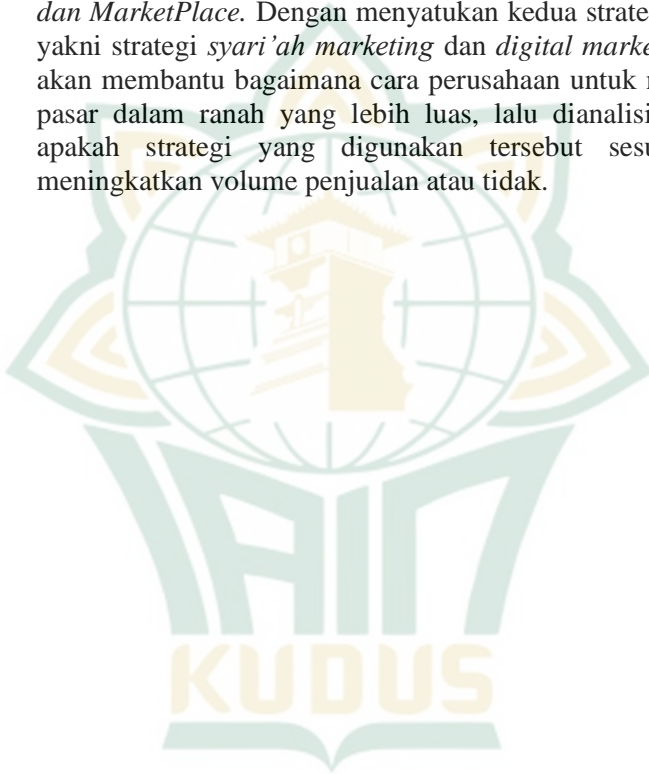 dan MarketPlace. Dengan menyatukan kedua strate
yakni strategi syari’ah marketing dan digital marke
akan membantu bagaimana cara perusahaan untuk
pasar dalam ranah yang lebih luas, lalu dianalisi
apakah strategi yang digunakan tersebut sesu
meningkatkan volume penjualan atau tidak.
IAIN
KUDUS